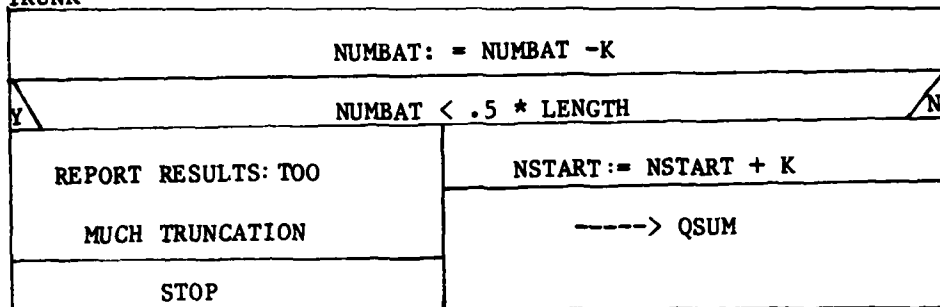 TRUNK
NUMBAT: = NUMBAT -K
Y NUMBAT < .5 * LENGTH N
REPORT RESULTS: TOO
MUCH TRUNCATION
STOP
NSTART:= NSTART + K
-----> QSUM